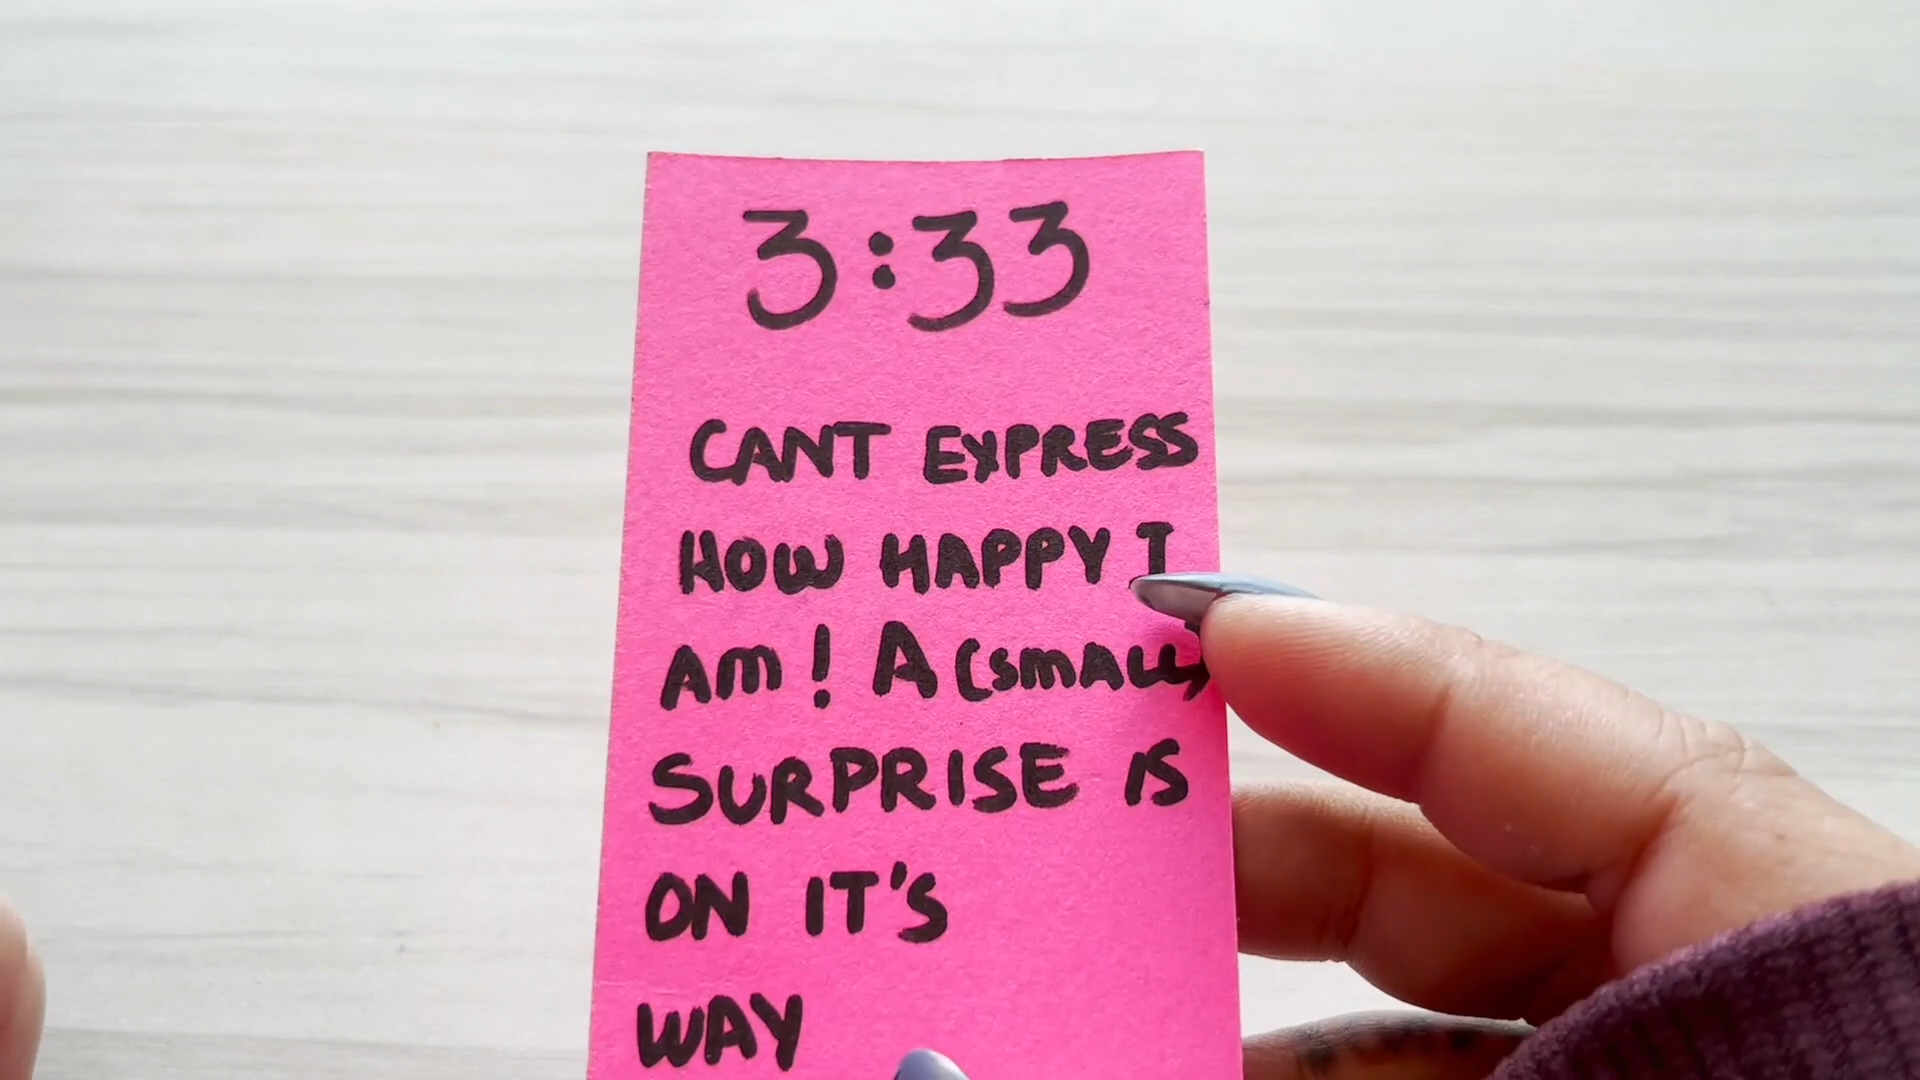 3:33
CANT EXPRESS
HOW HAPPY I
AM! A (SMALL)
SURPRISE IS
ON IT'S
WAY